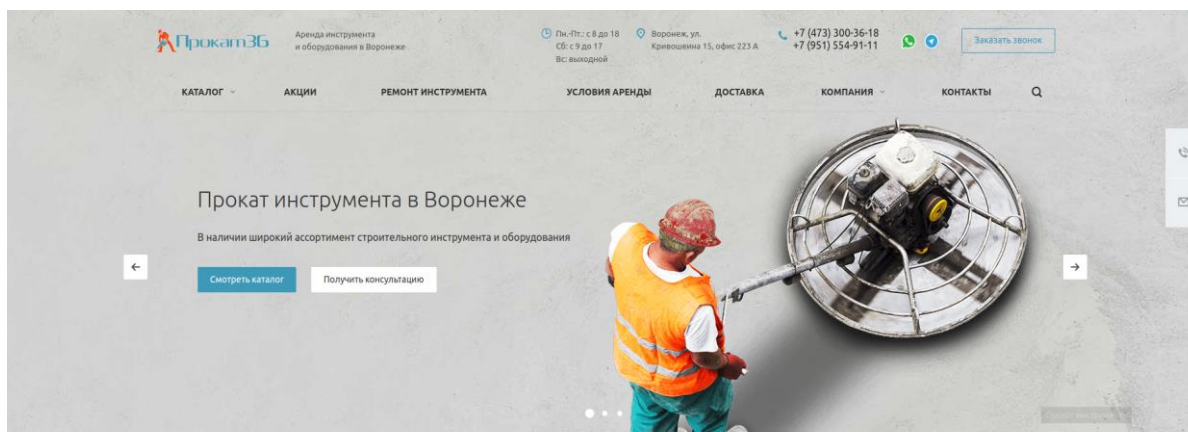 Прокат36
Аренда инструмента
и оборудования в Воронеже
Пн.-Пт.: с 8 до 18
Сб: с 9 до 17
Вс: выходной
Воронеж, ул.
Кривошеина 15, офис 223 А
+7 (473) 300-36-18
+7 (951) 554-91-11
Заказать звонок
КАТАЛОГ
АКЦИИ
РЕМОНТ ИНСТРУМЕНТА
УСЛОВИЯ АРЕНДЫ
ДОСТАВКА
КОМПАНИЯ
КОНТАКТЫ
Прокат инструмента в Воронеже
В наличии широкий ассортимент строительного инструмента и оборудования
Смотреть каталог
Получить консультацию